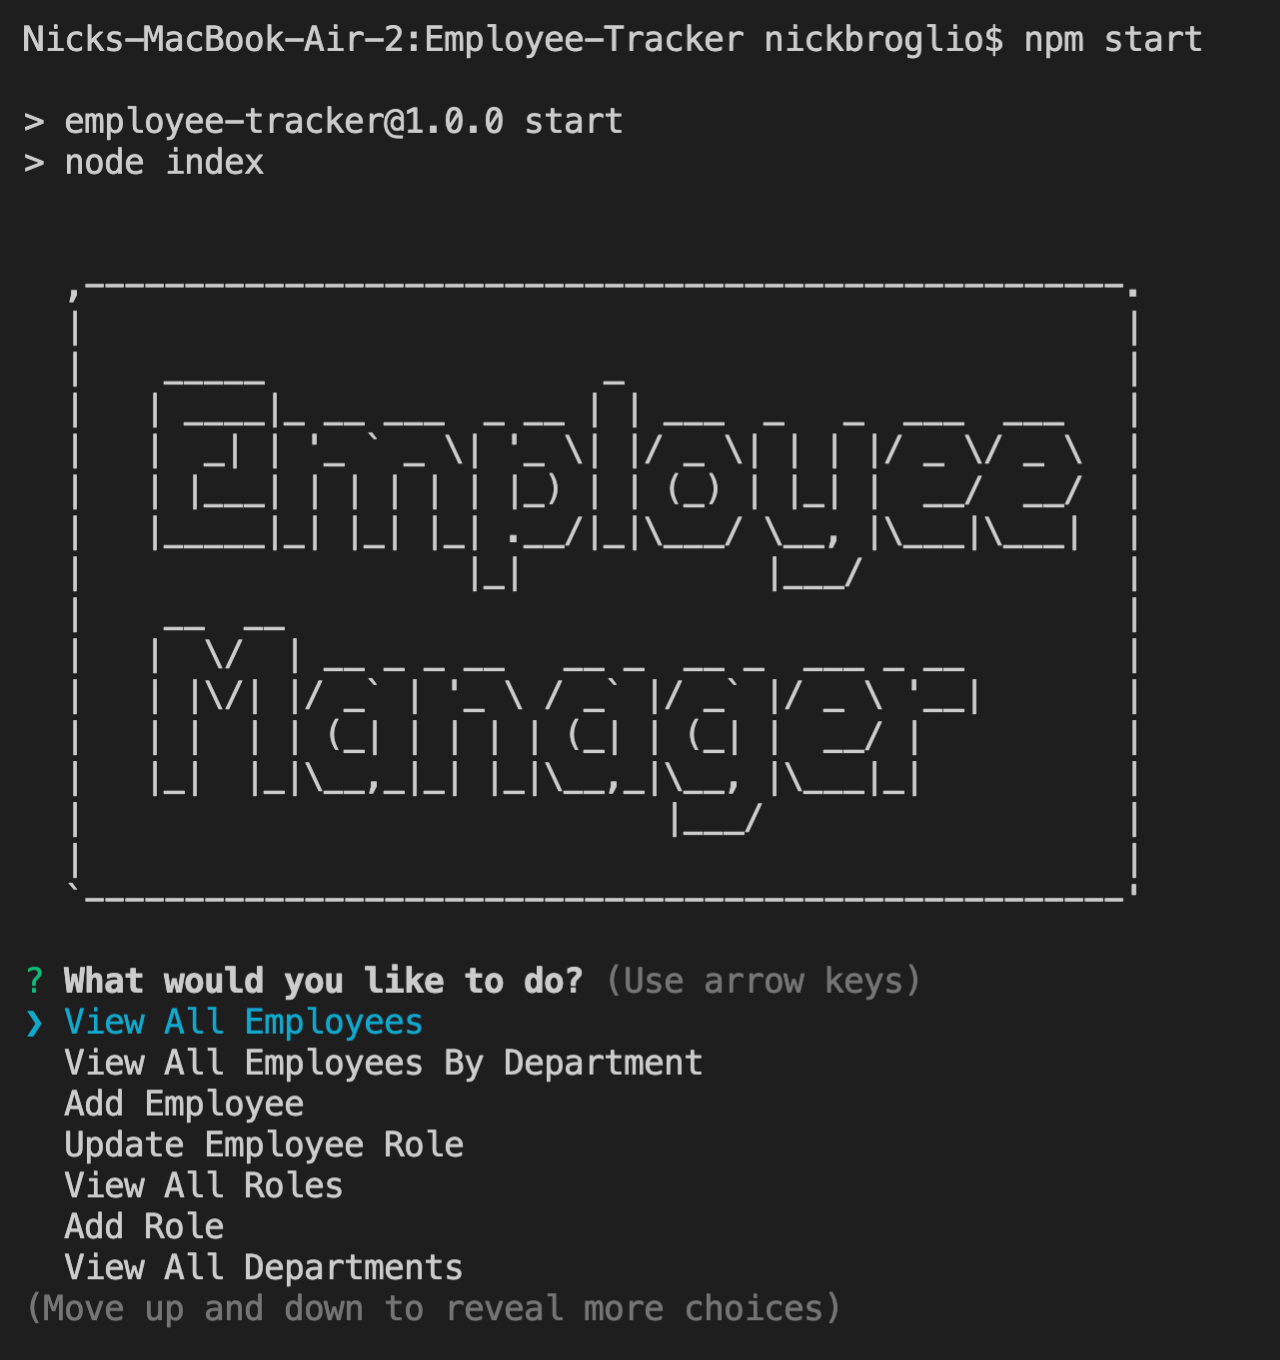 Nicks-MacBook-Air-2:Employee-Tracker nickbroglio$ npm start
> employee-tracker@1.0.0 start
> node index
Employee
Manager
? What would you like to do? (Use arrow keys)
❯ View All Employees
View All Employees By Department
Add Employee
Update Employee Role
View All Roles
Add Role
View All Departments
(Move up and down to reveal more choices)